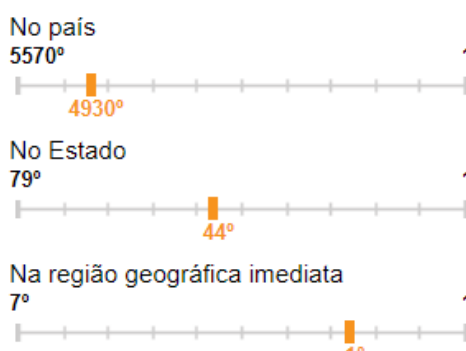 No país
5570º
4930º
No Estado
79º
44º
Na região geográfica imediata
7º